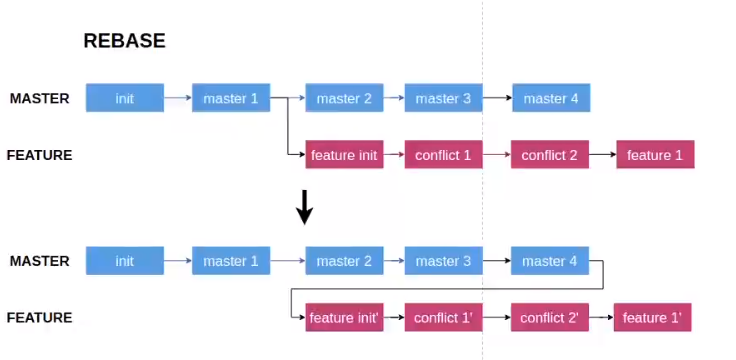 REBASE
MASTER init master 1 master 2 master 3 master 4
FEATURE feature init conflict 1 conflict 2 feature 1
MASTER init master 1 master 2 master 3 master 4
FEATURE feature init' conflict 1' conflict 2' feature 1'